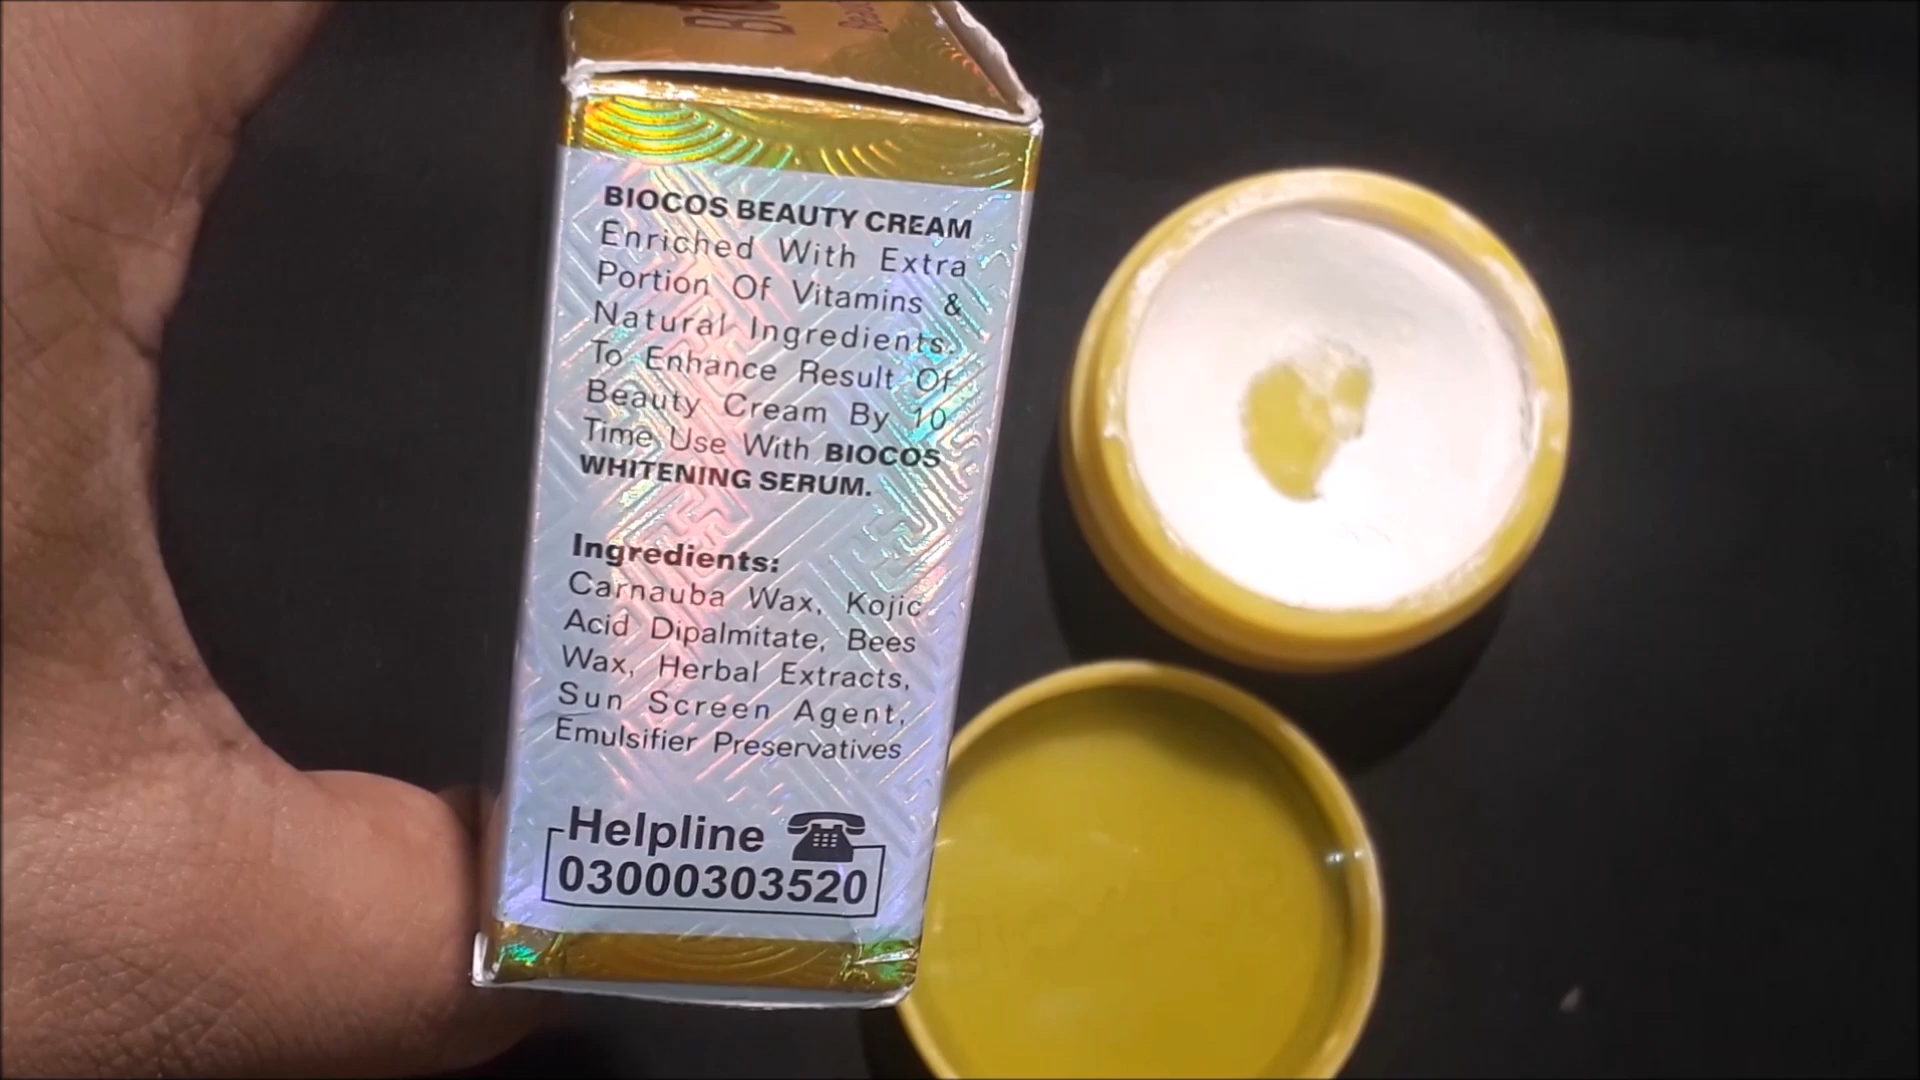 BIOCOS BEAUTY CREAM
Enriched With Extra
Portion Of Vitamins &
Natural Ingredients.
To Enhance Result Of
Beauty Cream By 10
Time Use With BIOCOS
WHITENING SERUM.
Ingredients:
Carnauba Wax, Kojic
Acid Dipalmitate, Bees
Wax, Herbal Extracts,
Sun Screen Agent,
Emulsifier Preservatives
Helpline
03000303520